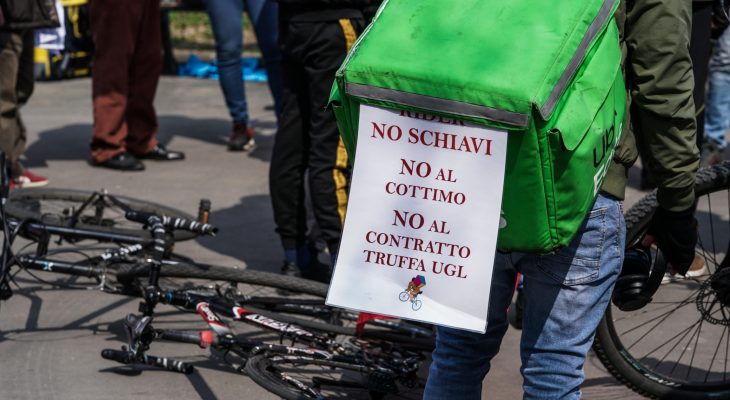 RIDER
NO SCHIAVI
NO AL
COTTIMO
NO AL
CONTRATTO
TRUFFA UGL